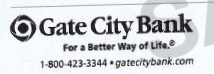 Gate City Bank
For a Better Way of Life.®
1-800-423-3344 • gatecitybank.com